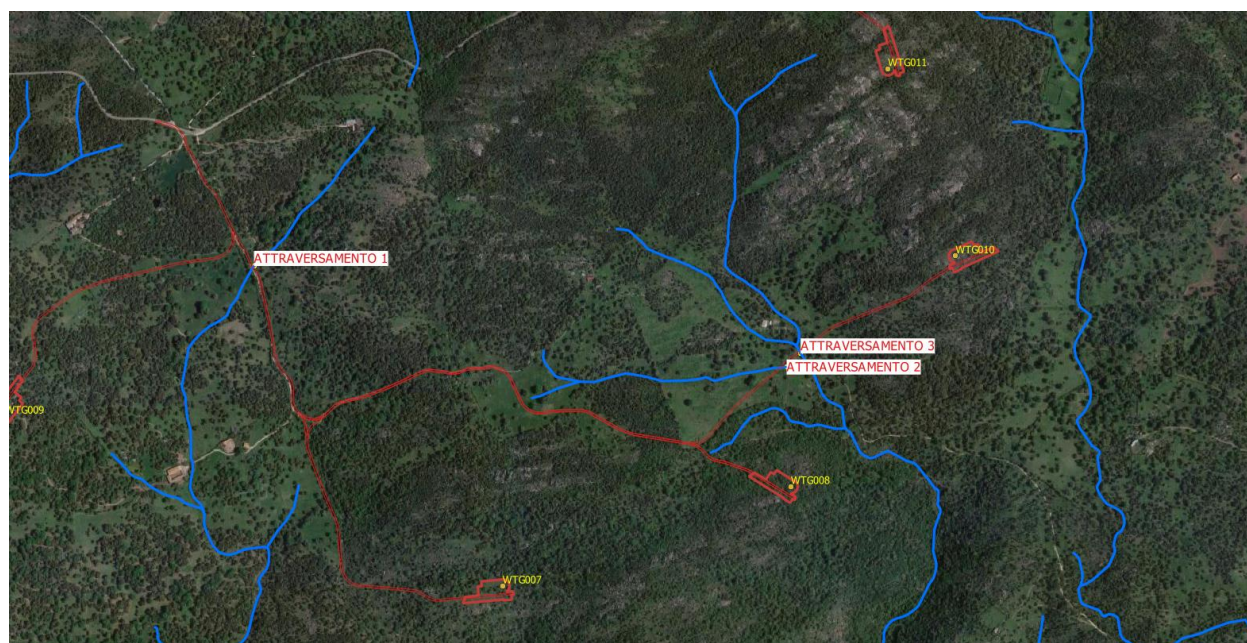 WTG011
WTG010
ATTRAVERSAMENTO 1
ATTRAVERSAMENTO 3
ATTRAVERSAMENTO 2
WTG009
WTG008
WTG007